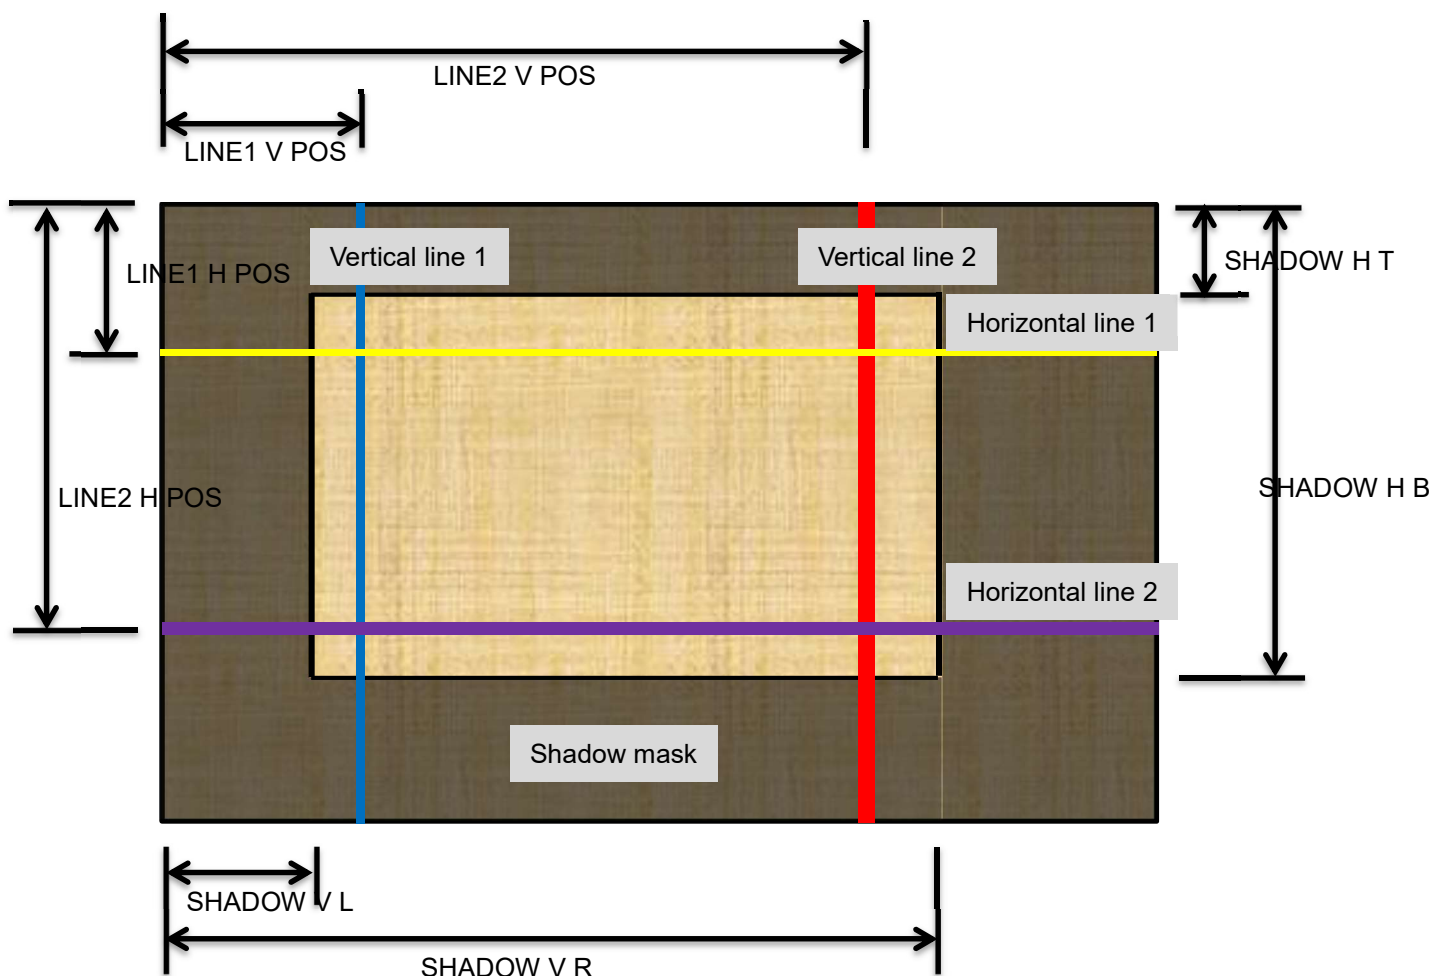 LINE2 V POS
LINE1 V POS
Vertical line 1
Vertical line 2
SHADOW H T
LINE1 H POS
Horizontal line 1
SHADOW H B
LINE2 H POS
Horizontal line 2
Shadow mask
SHADOW V L
SHADOW V R